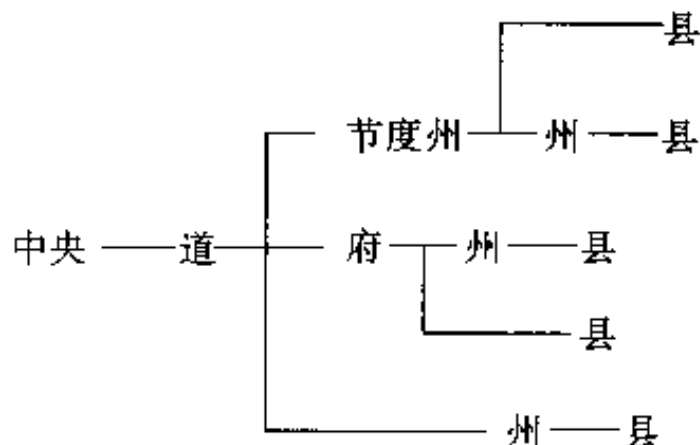 县
节度州 州 县
中央 道 府 州 县
县
州 县